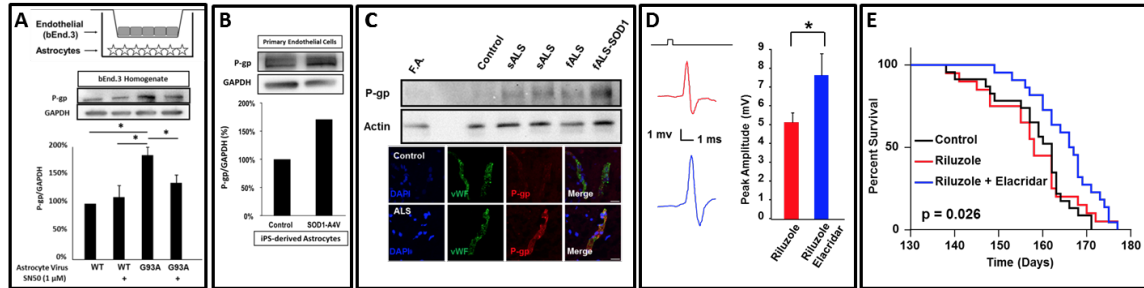 A
Endothelial
(bEnd.3)
Astrocytes
bEnd.3 Homogenate
P-gp
GAPDH
*
*
*
P-gp/GAPDH
200%
150%
100%
50%
0%
Astrocyte Virus WT WT G93A G93A
SN50 (1 µM) + +
B
Primary Endothelial Cells
P-gp
GAPDH
P-gp/GAPDH (%)
200%
150%
100%
50%
0%
Control SOD1-A4V
iPS-derived Astrocytes
C
F.A. Control sALS sALS fALS fALS-SOD1
P-gp
Actin
Control
DAPI vWF P-gp Merge
ALS
DAPI vWF P-gp Merge
D
*
1 mv 1 ms
Peak Amplitude (mV)
9
8
7
6
5
4
3
2
1
0
Riluzole
Riluzole
Elacridar
E
Percent Survival
100
50
0
Control
Riluzole
Riluzole + Elacridar
p = 0.026
130 140 150 160 170 180
Time (Days)